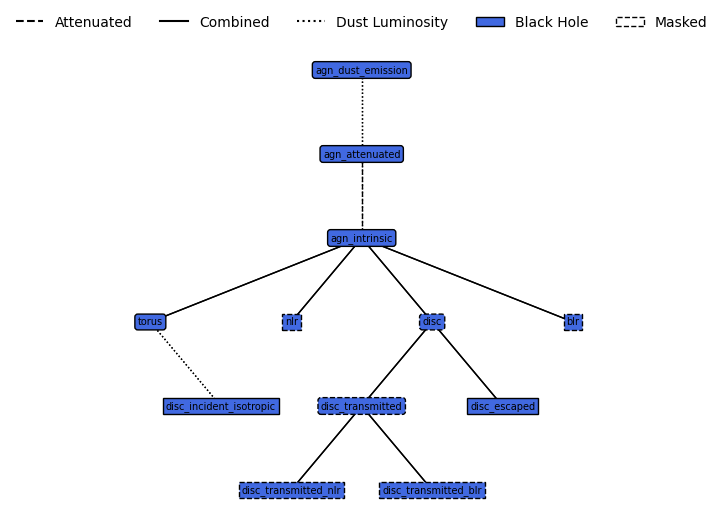 Attenuated Combined Dust Luminosity Black Hole Masked
agn_dust_emission
agn_attenuated
agn_intrinsic
torus nlr disc blr
disc_incident_isotropic disc_transmitted disc_escaped
disc_transmitted_nlr disc_transmitted_blr